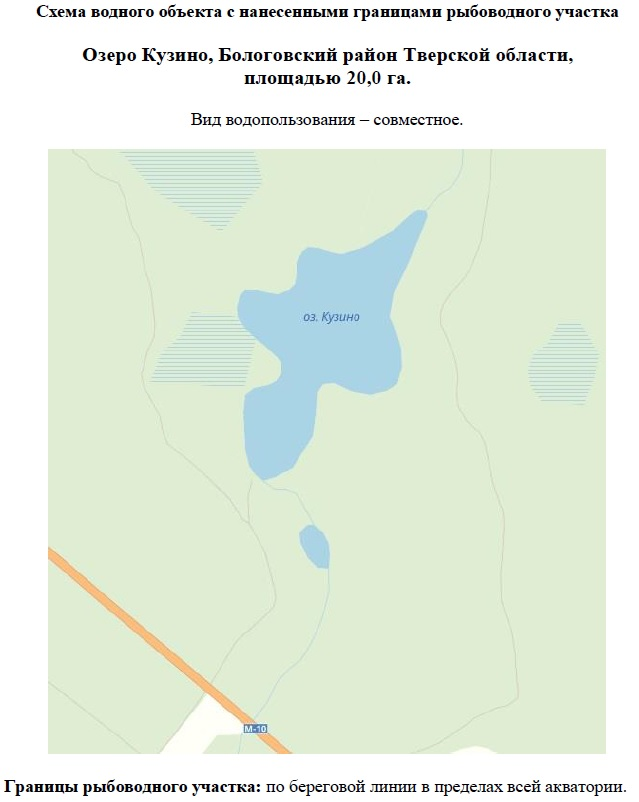 Схема водного объекта с нанесенными границами рыбоводного участка
Озеро Кузино, Бологовский район Тверской области,
площадью 20,0 га.
Вид водопользования – совместное.
оз. Кузино
М-10
Границы рыбоводного участка: по береговой линии в пределах всей акватории.